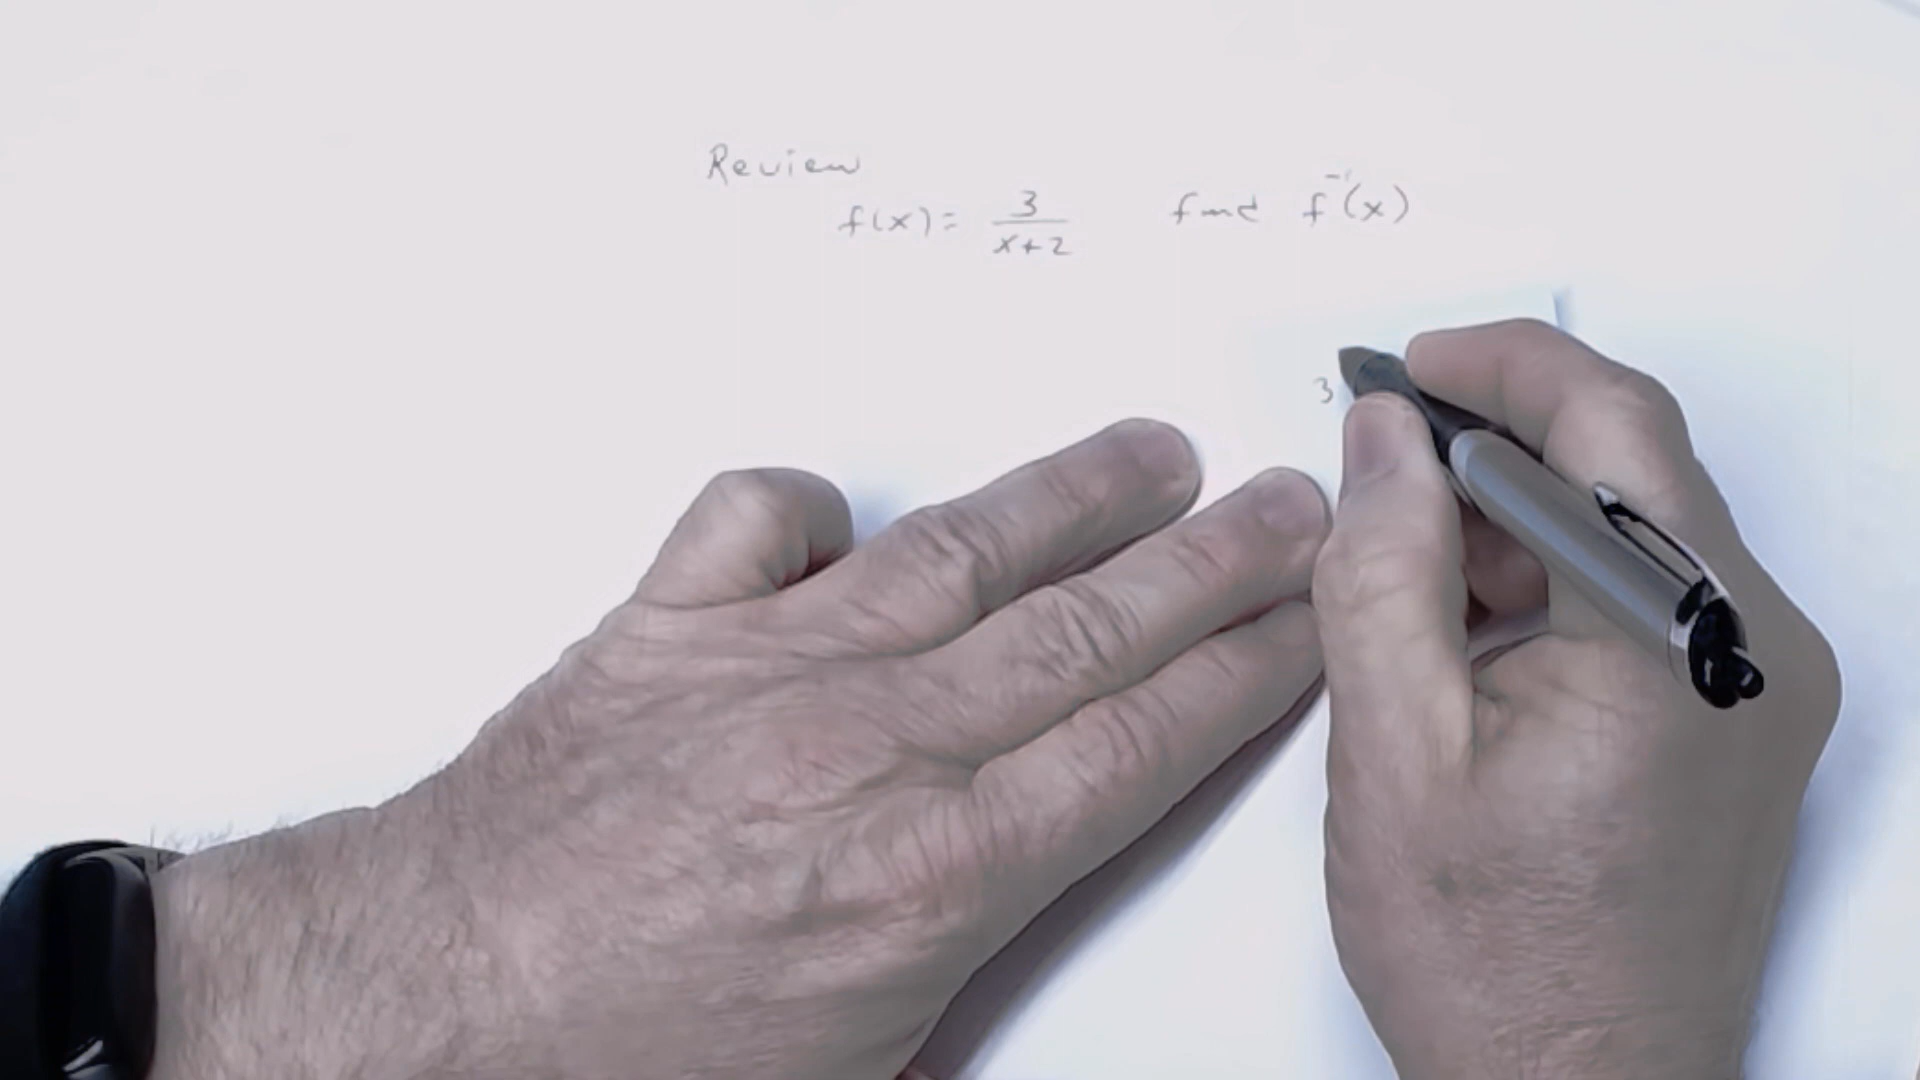 Review
f(x) = 3/(x+2) find f⁻¹(x)
3